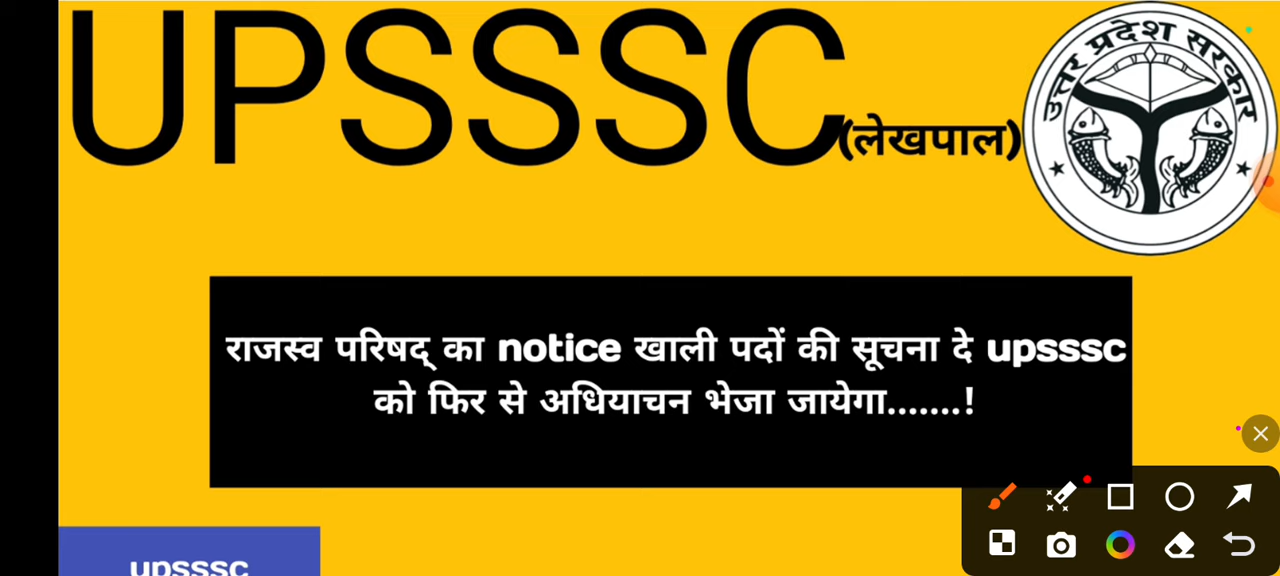 UPSSSC
(लेखपाल)
उत्तर प्रदेश सरकार
राजस्व परिषद् का notice खाली पदों की सूचना दे upsssc
को फिर से अधियाचन भेजा जायेगा.......!
upsssc